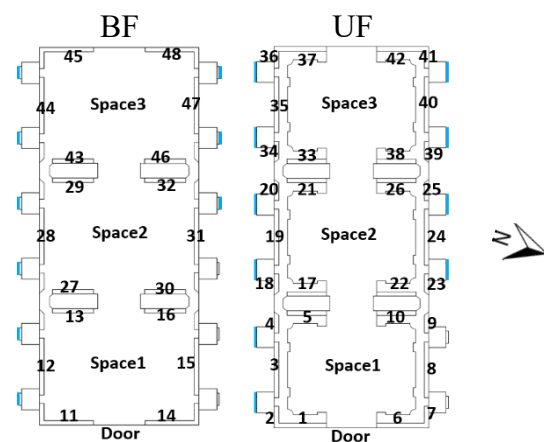 BF
45 48
Space3
44 47
43 46
29 32
28 Space2 31
27 30
13 16
12 Space1 15
11 14
Door
UF
36 37 42 41
35 Space3 40
34 33 38 39
20 21 26 25
19 Space2 24
18 17 22 23
4 5 10 9
3 Space1 8
2 1 6 7
Door
N